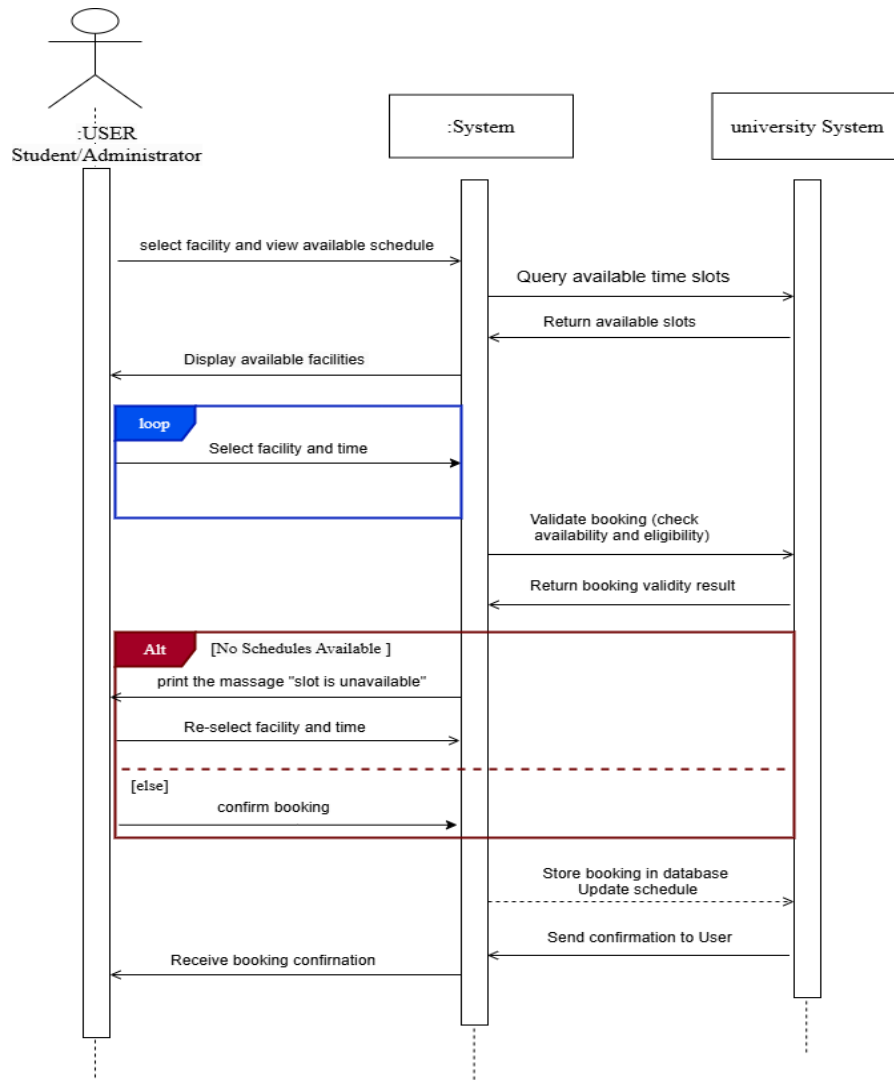 :USER
Student/Administrator
:System
university System
select facility and view available schedule
Query available time slots
Return available slots
Display available facilities
loop
Select facility and time
Validate booking (check
availability and eligibility)
Return booking validity result
Alt
[No Schedules Available ]
print the massage "slot is unavailable"
Re-select facility and time
[else]
confirm booking
Store booking in database
Update schedule
Send confirmation to User
Receive booking confirnation